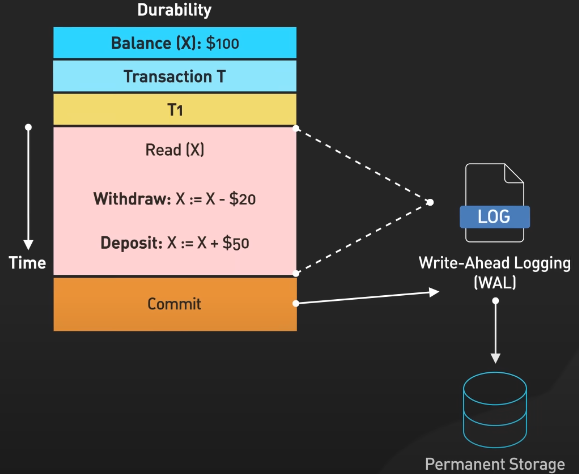 Durability
Balance (X): $100
Transaction T
T1
Read (X)
Withdraw: X := X - $20
Deposit: X := X + $50
Time
Commit
LOG
Write-Ahead Logging
(WAL)
Permanent Storage